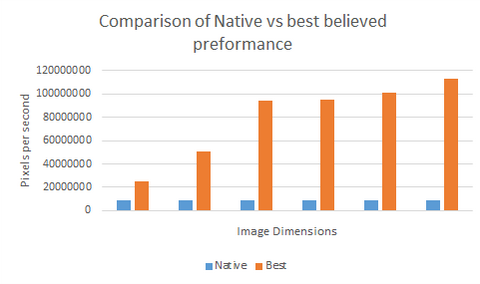 Comparison of Native vs best believed
preformance
120000000
100000000
80000000
60000000
40000000
20000000
0
Pixels per second
Image Dimensions
Native Best